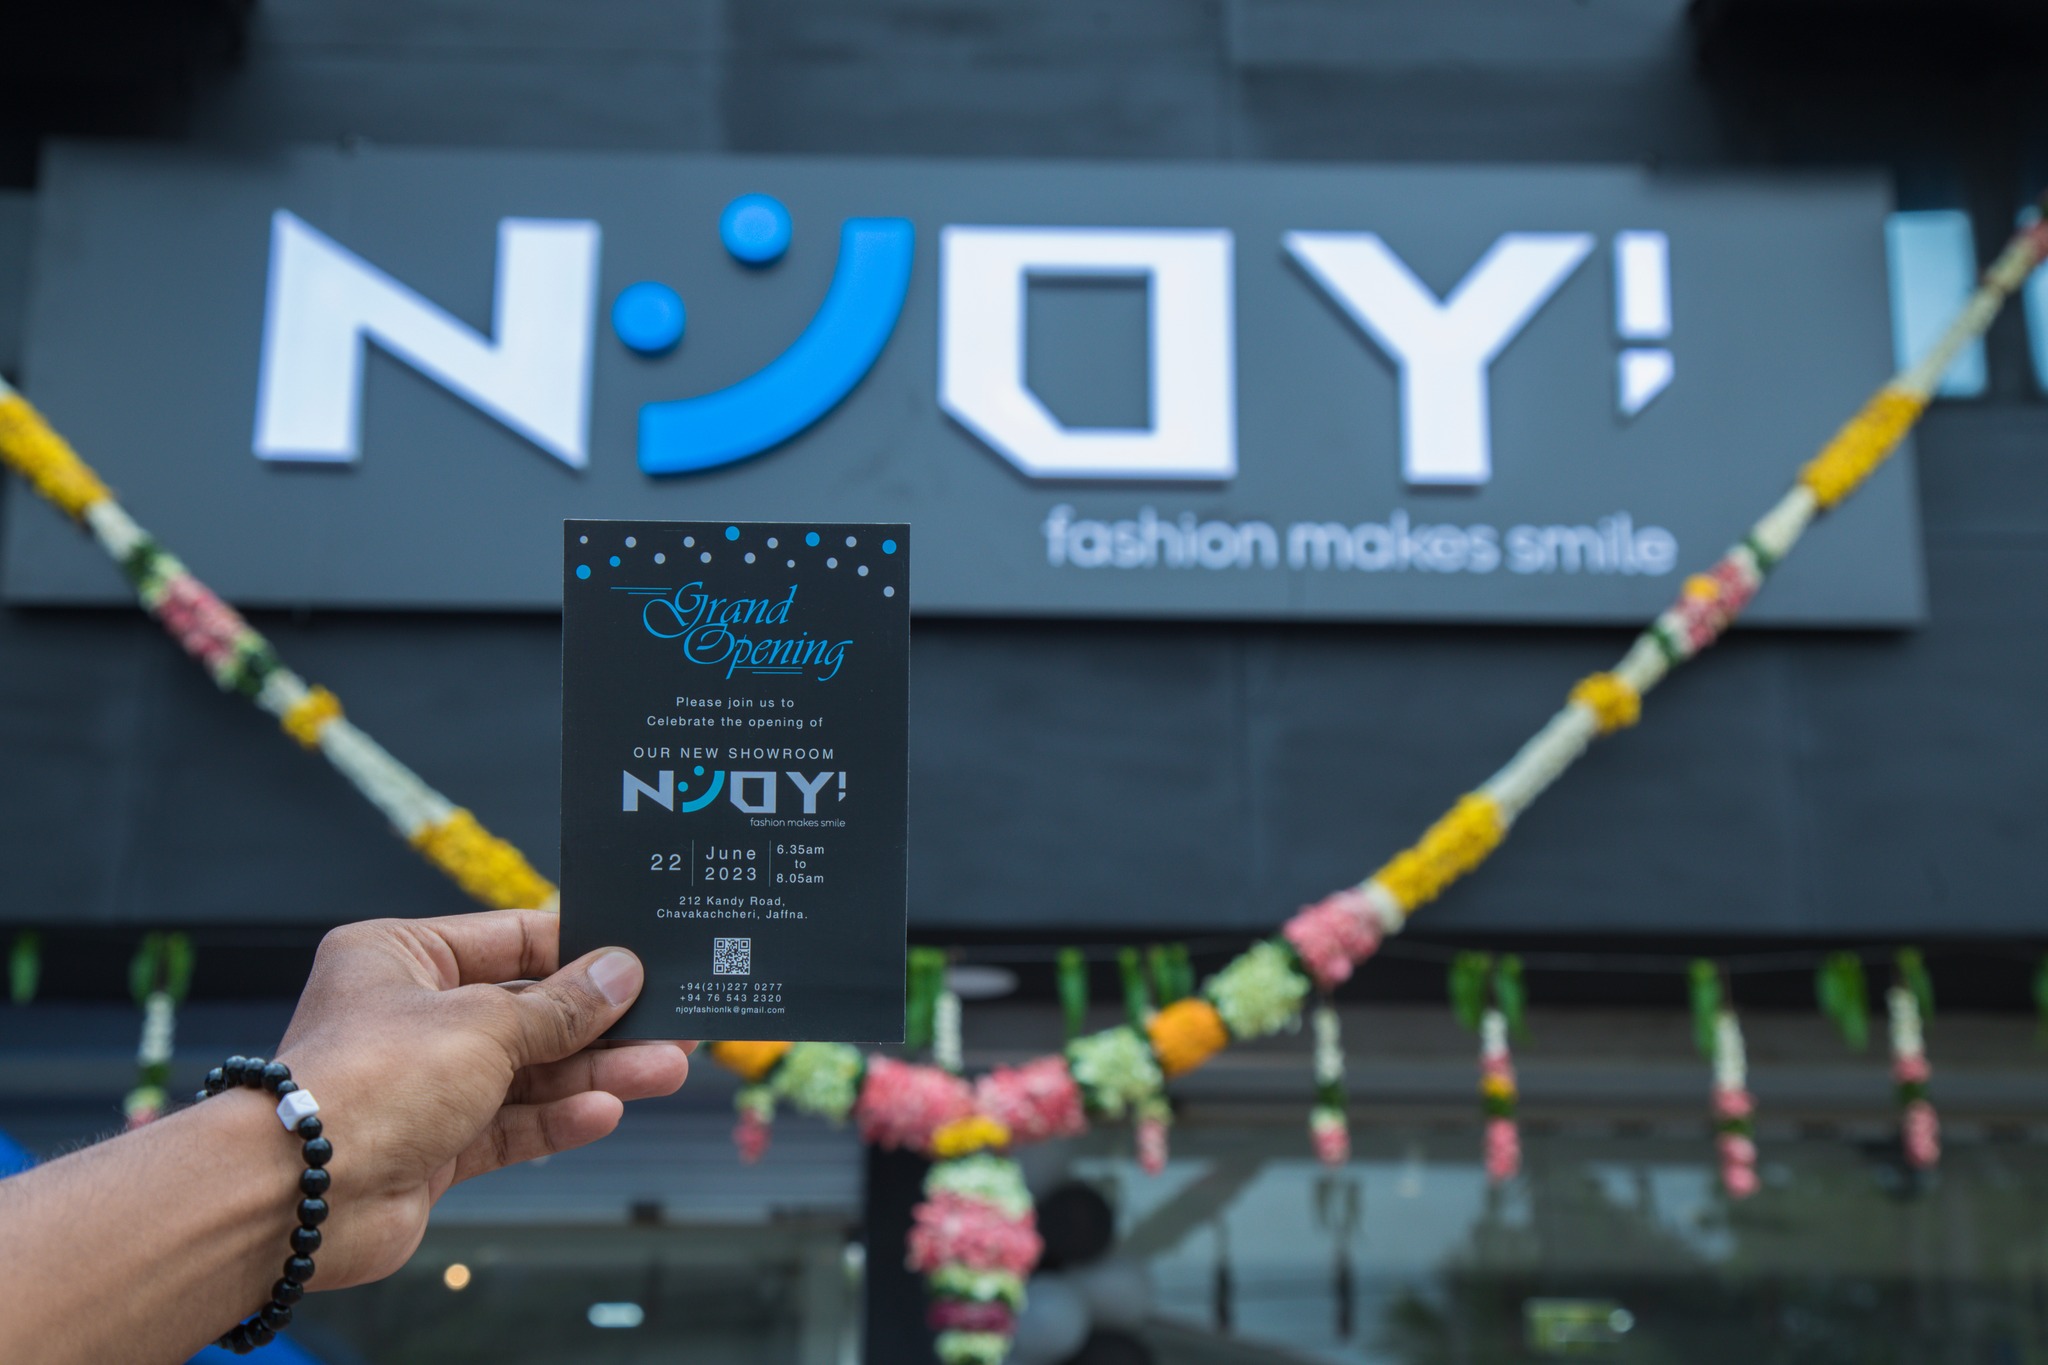 NJOY!
fashion makes smile
Grand
Opening
Please join us to
Celebrate the opening of
OUR NEW SHOWROOM
NJOY!
fashion makes smile
22 June 2023 6.35am to 8.05am
212 Kandy Road,
Chavakachcheri, Jaffna.
+94(21)227 0277
+94 76 543 2320
njoyfashionlk@gmail.com